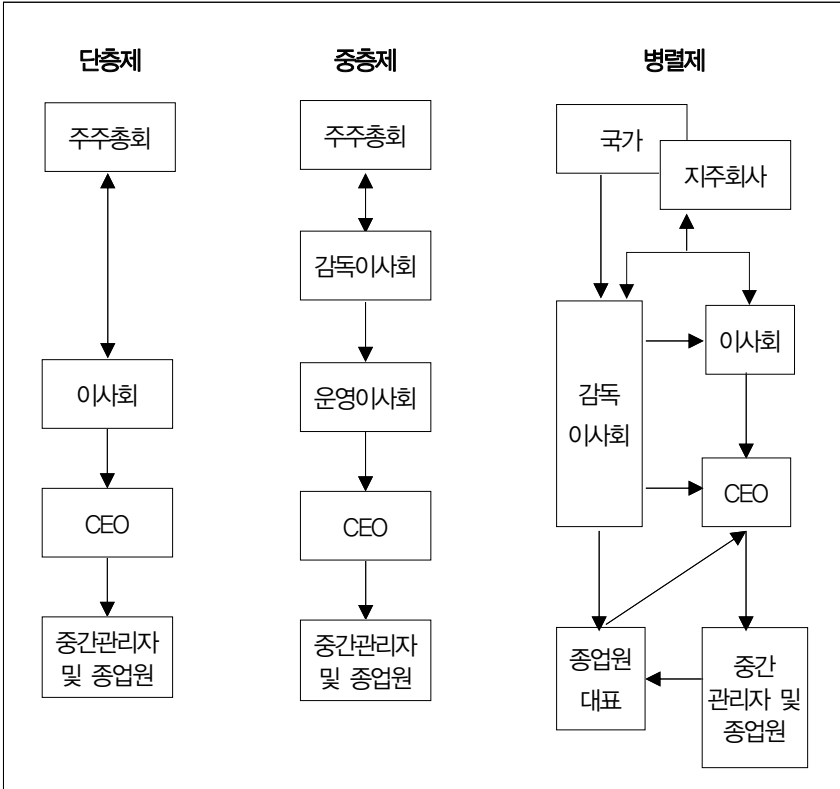 단층제
주주총회
이사회
CEO
중간관리자
및 종업원
중층제
주주총회
감독이사회
운영이사회
CEO
중간관리자
및 종업원
병렬제
국가
지주회사
감독
이사회
이사회
CEO
종업원
대표
중간
관리자 및
종업원